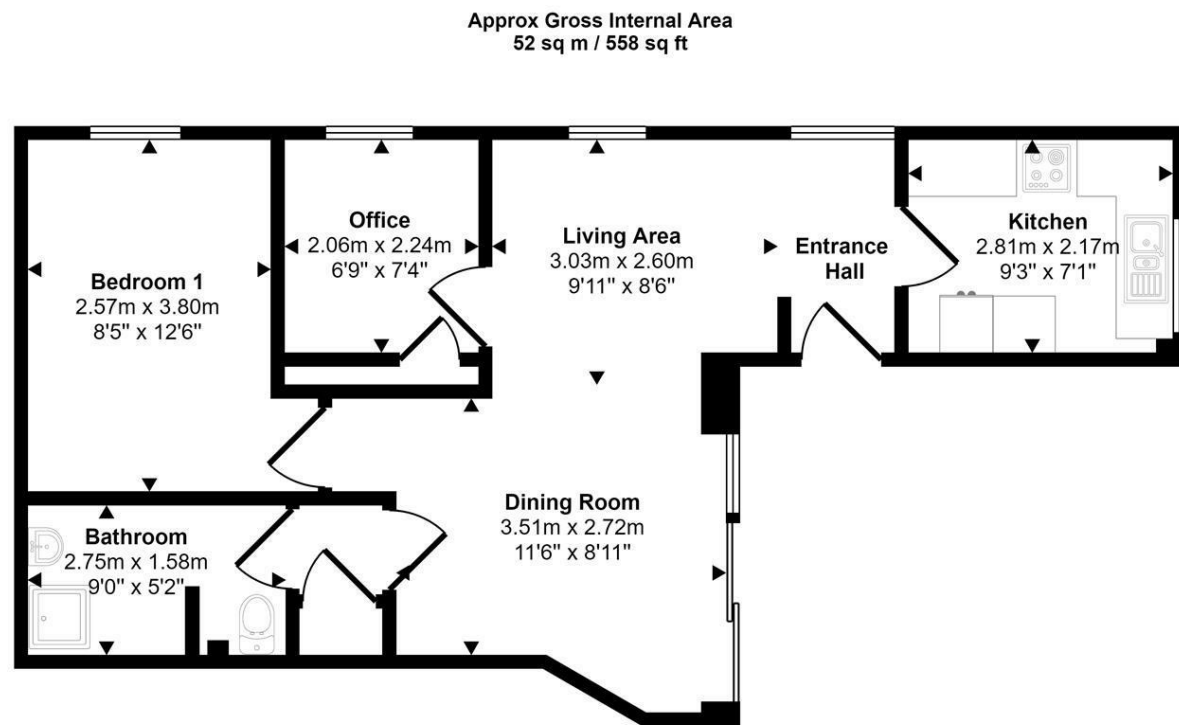 Approx Gross Internal Area
52 sq m / 558 sq ft
Bedroom 1
2.57m x 3.80m
8'5" x 12'6"
Office
2.06m x 2.24m
6'9" x 7'4"
Living Area
3.03m x 2.60m
9'11" x 8'6"
Entrance
Hall
Kitchen
2.81m x 2.17m
9'3" x 7'1"
Bathroom
2.75m x 1.58m
9'0" x 5'2"
Dining Room
3.51m x 2.72m
11'6" x 8'11"